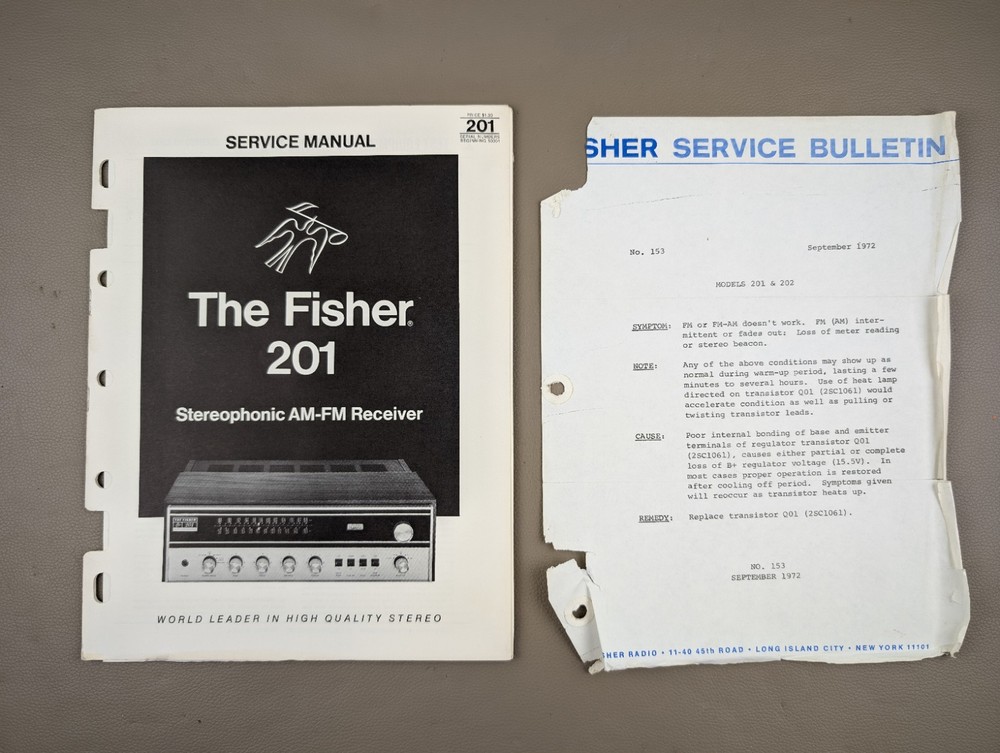 SERVICE MANUAL
201
The Fisher®
201
Stereophonic AM-FM Receiver
THE FISHER
WORLD LEADER IN HIGH QUALITY STEREO
SHER SERVICE BULLETIN
No. 153 September 1972
MODELS 201 & 202
SYMPTOM: FM or FM-AM doesn't work. FM (AM) inter-
mittent or fades out: Loss of meter reading
or stereo beacon.
NOTE: Any of the above conditions may show up as
normal during warm-up period, lasting a few
minutes to several hours. Use of heat lamp
directed on transistor Q01 (2SC1061) would
accelerate condition as well as pulling or
twisting transistor leads.
CAUSE: Poor internal bonding of base and emitter
terminals of regulator transistor Q01
(2SC1061), causes either partial or complete
loss of B+ regulator voltage (15.5V). In
most cases proper operation is restored
after cooling off period. Symptoms given
will reoccur as transistor heats up.
REMEDY: Replace transistor Q01 (2SC1061).
NO. 153
SEPTEMBER 1972
SHER RADIO • 11-40 45th ROAD • LONG ISLAND CITY • NEW YORK 11101